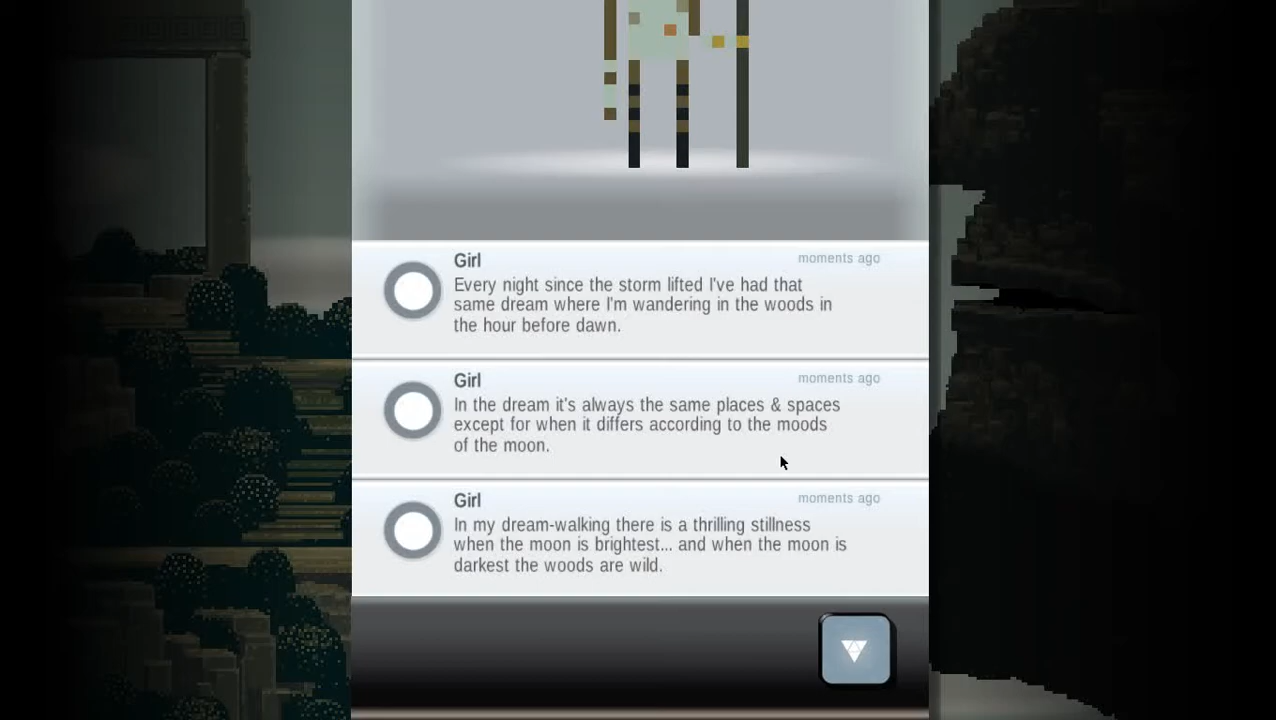 Girl
moments ago
Every night since the storm lifted I've had that
same dream where I'm wandering in the woods in
the hour before dawn.
Girl
moments ago
In the dream it's always the same places & spaces
except for when it differs according to the moods
of the moon.
Girl
moments ago
In my dream-walking there is a thrilling stillness
when the moon is brightest... and when the moon is
darkest the woods are wild.